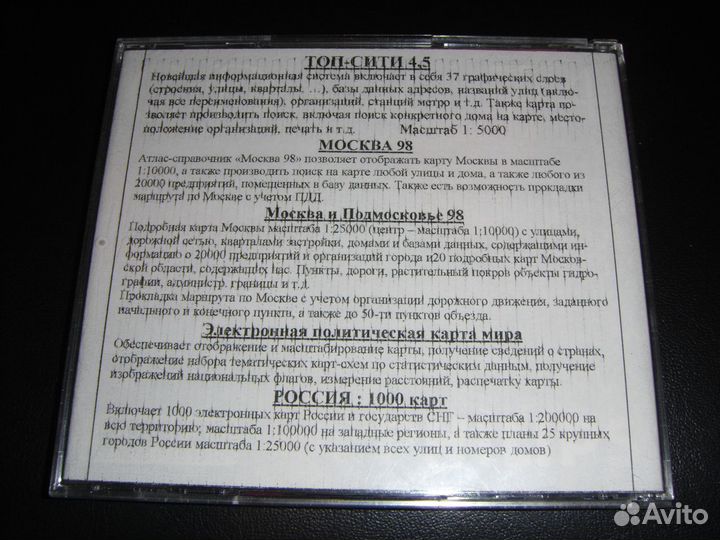 ТОП-СИТИ 4.5
Новейшая информационная система включает в себя 37 графических слоев
(строения, улицы, кварталы …), базы данных адресов, названий улиц (вклю-
чая все переименования), организаций, станций метро и т.д. Также карта по-
зволяет производить поиск, включая поиск конкретного дома на карте, место-
положение организаций, печать и т.д. Масштаб 1: 5000
МОСКВА 98
Атлас-справочник «Москва 98» позволяет отображать карту Москвы в масштабе
1:10000, а также производить поиск на карте любой улицы и дома, а также любого из
20000 предприятий, помещенных в базу данных. Также есть возможность прокладки
маршрута по Москве с учетом ПДД.
Москва и Подмосковье 98
Подробная карта Москвы масштаба 1:25000 (центр – масштаба 1:10000) с улицами,
дорожной сетью, кварталами застройки, домами и базами данных, содержащими ин-
формацию о 20000 предприятий и организаций города и20 подробных карт Москов-
ской области, содержащих нас. Пункты, дороги, растительный покров объекты гидро-
графии, администр. границы и т.д.
Прокладка маршрута по Москве с учетом организации дорожного движения, заданного
начального и конечного пункта, а также до 50-ти пунктов объезда.
Электронная политическая карта мира
Обеспечивает отображение и масштабирование карты, получение сведений о странах,
отображение набора тематических карт-схем по статистическим данным, получение
изображений национальных флагов, измерение расстояний, распечатку карты.
РОССИЯ : 1000 карт
Включает 1000 электронных карт России и государств СНГ – масштаба 1:200000 на
всю территорию; масштаба 1:100000 на западные регионы, а также планы 25 крупных
городов России масштаба 1:25000 (с указанием всех улиц и номеров домов)
Avito